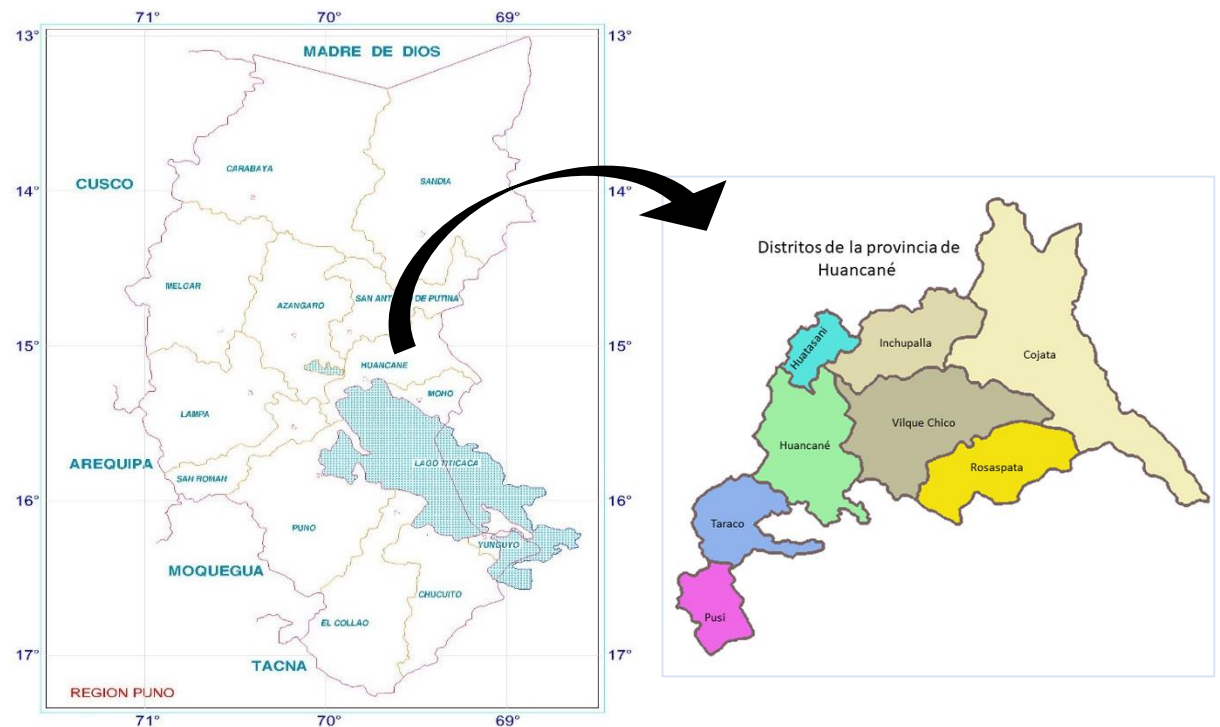 71°
70°
69°
13°
13°
MADRE DE DIOS
CARABAYA
SANDIA
CUSCO
14°
14°
MELGAR
AZANGARO
SAN ANT
DE PUTINA
15°
15°
HUANCANE
MOHO
LAMPA
AREQUIPA
LAGO TITICACA
SAN ROMAN
16°
16°
PUNO
YUNGUYO
MOQUEGUA
CHUCUITO
EL COLLAO
17°
17°
TACNA
REGION PUNO
71°
70°
69°
Distritos de la provincia de
Huancané
Huatasani
Inchupalla
Cojata
Vilque Chico
Huancané
Rosaspata
Taraco
Pusi